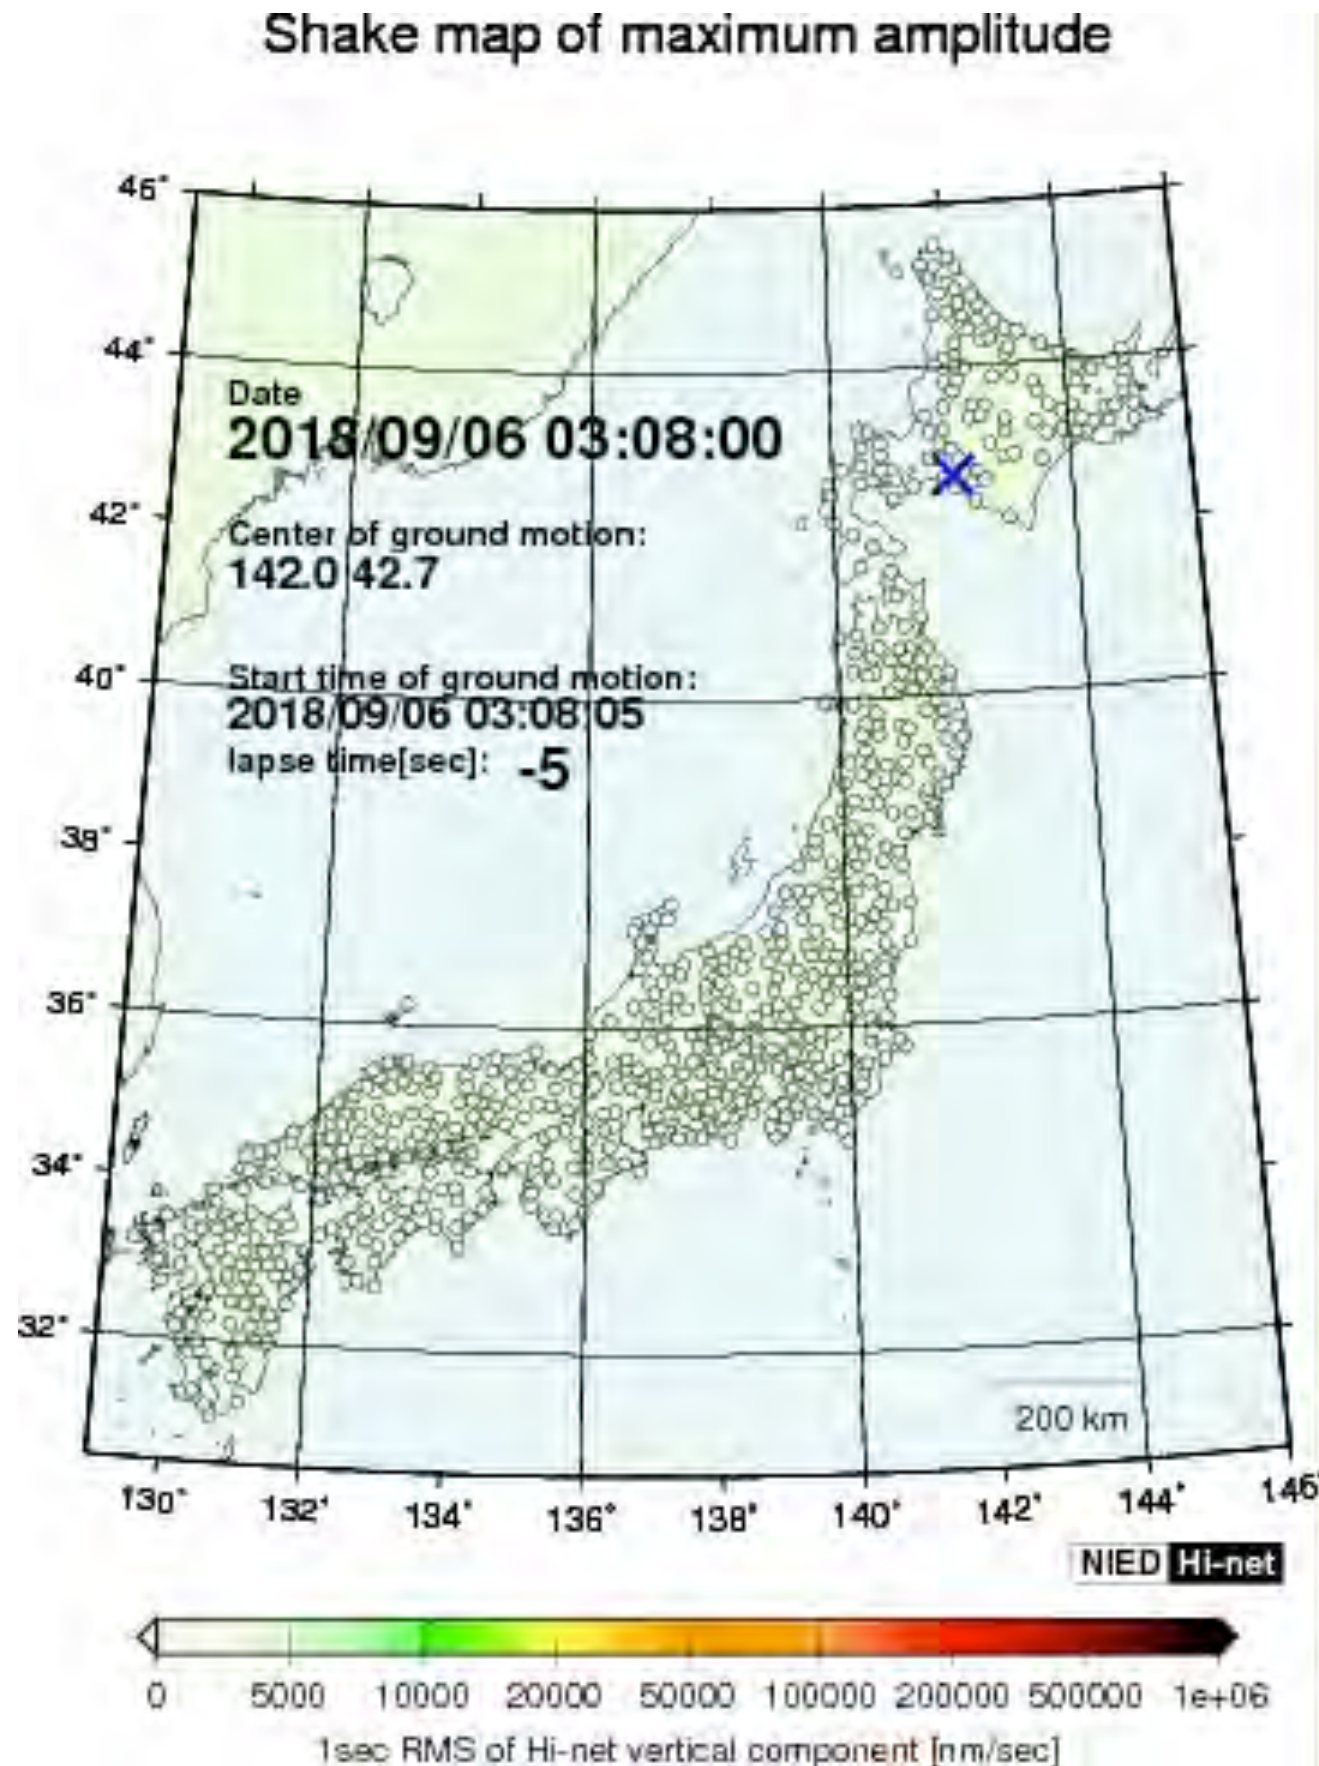 Shake map of maximum amplitude
46°
44°
Date
2018/09/06 03:08:00
42°
Center of ground motion:
142.0 42.7
40°
Start time of ground motion:
2018/09/06 03:08:05
lapse time[sec]: -5
38°
36°
34°
32°
200 km
130° 132° 134° 136° 138° 140° 142° 144° 146
NIED Hi-net
0 5000 10000 20000 50000 100000 200000 500000 1e+06
1sec RMS of Hi-net vertical component [nm/sec]